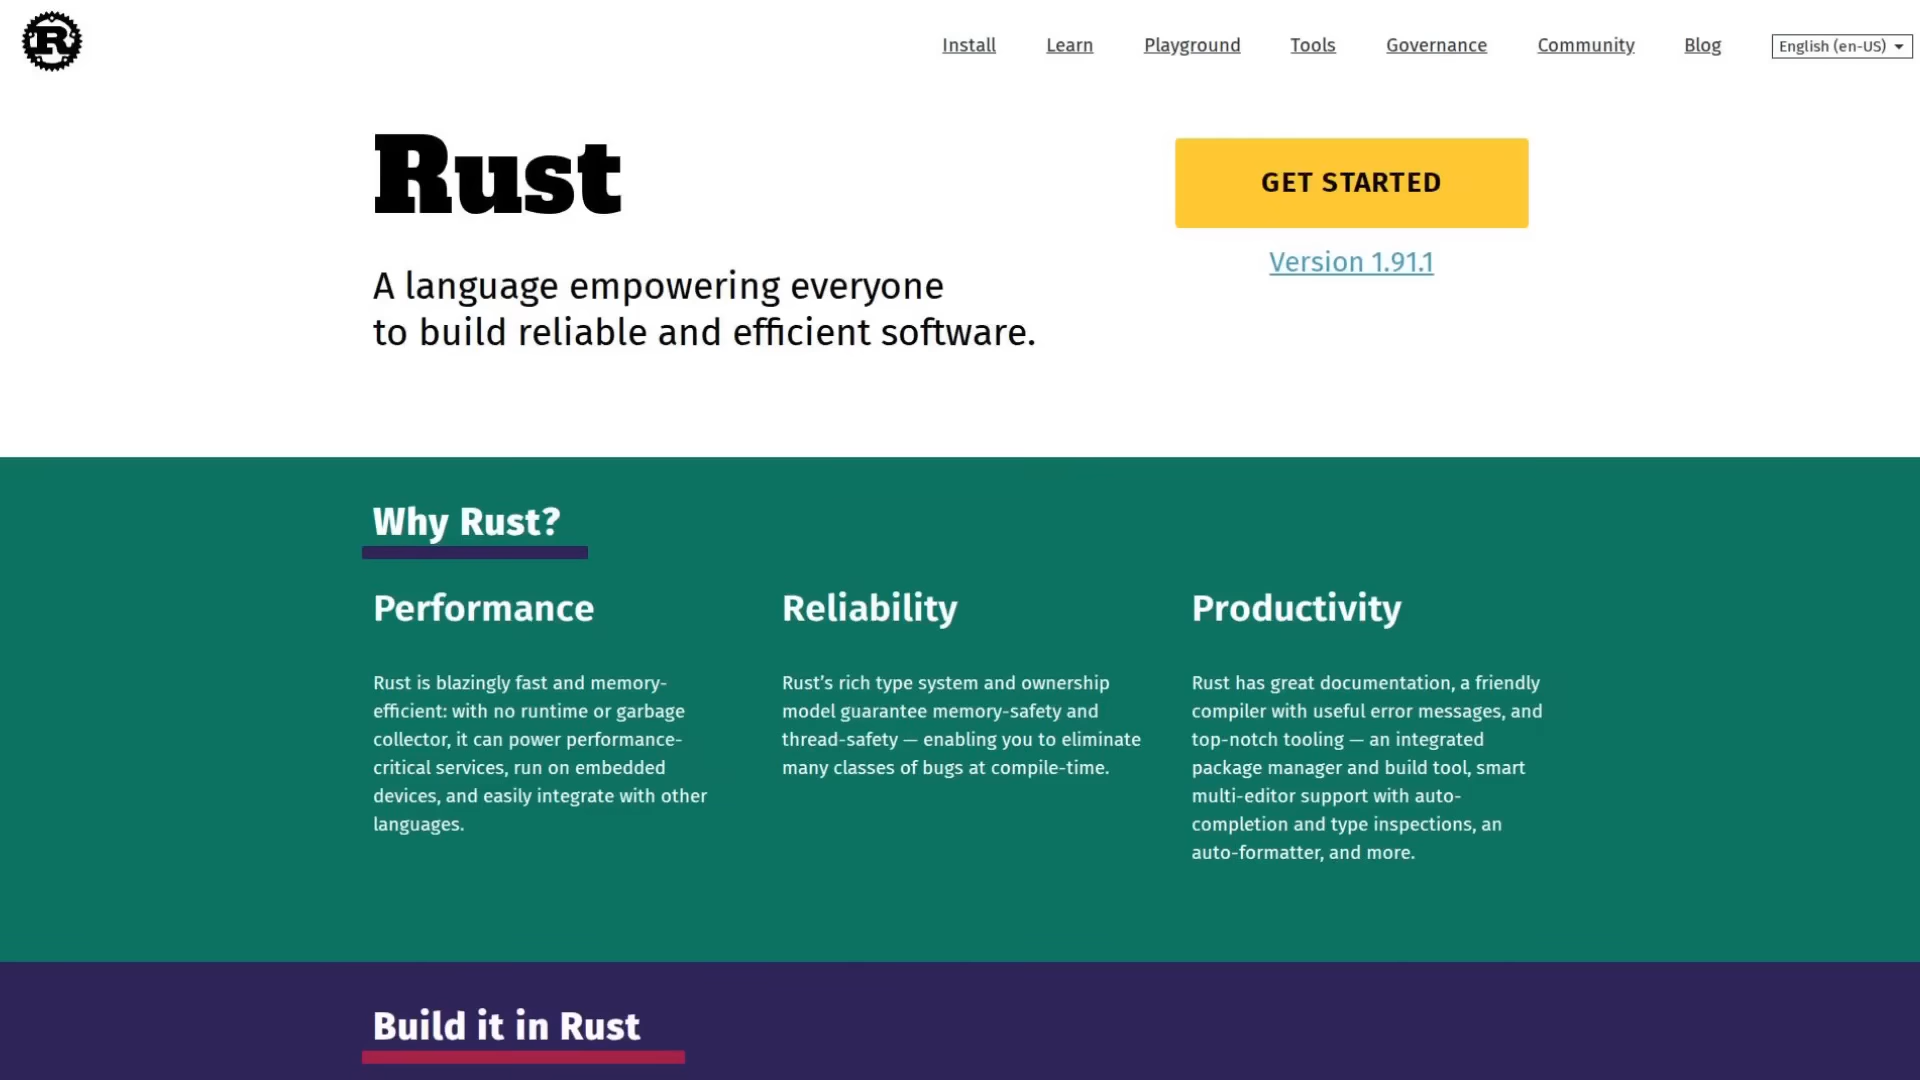 R
Install Learn Playground Tools Governance Community Blog English (en-US)
Rust
GET STARTED
Version 1.91.1
A language empowering everyone
to build reliable and efficient software.
Why Rust?
Performance
Rust is blazingly fast and memory-
efficient: with no runtime or garbage
collector, it can power performance-
critical services, run on embedded
devices, and easily integrate with other
languages.
Reliability
Rust’s rich type system and ownership
model guarantee memory-safety and
thread-safety — enabling you to eliminate
many classes of bugs at compile-time.
Productivity
Rust has great documentation, a friendly
compiler with useful error messages, and
top-notch tooling — an integrated
package manager and build tool, smart
multi-editor support with auto-
completion and type inspections, an
auto-formatter, and more.
Build it in Rust